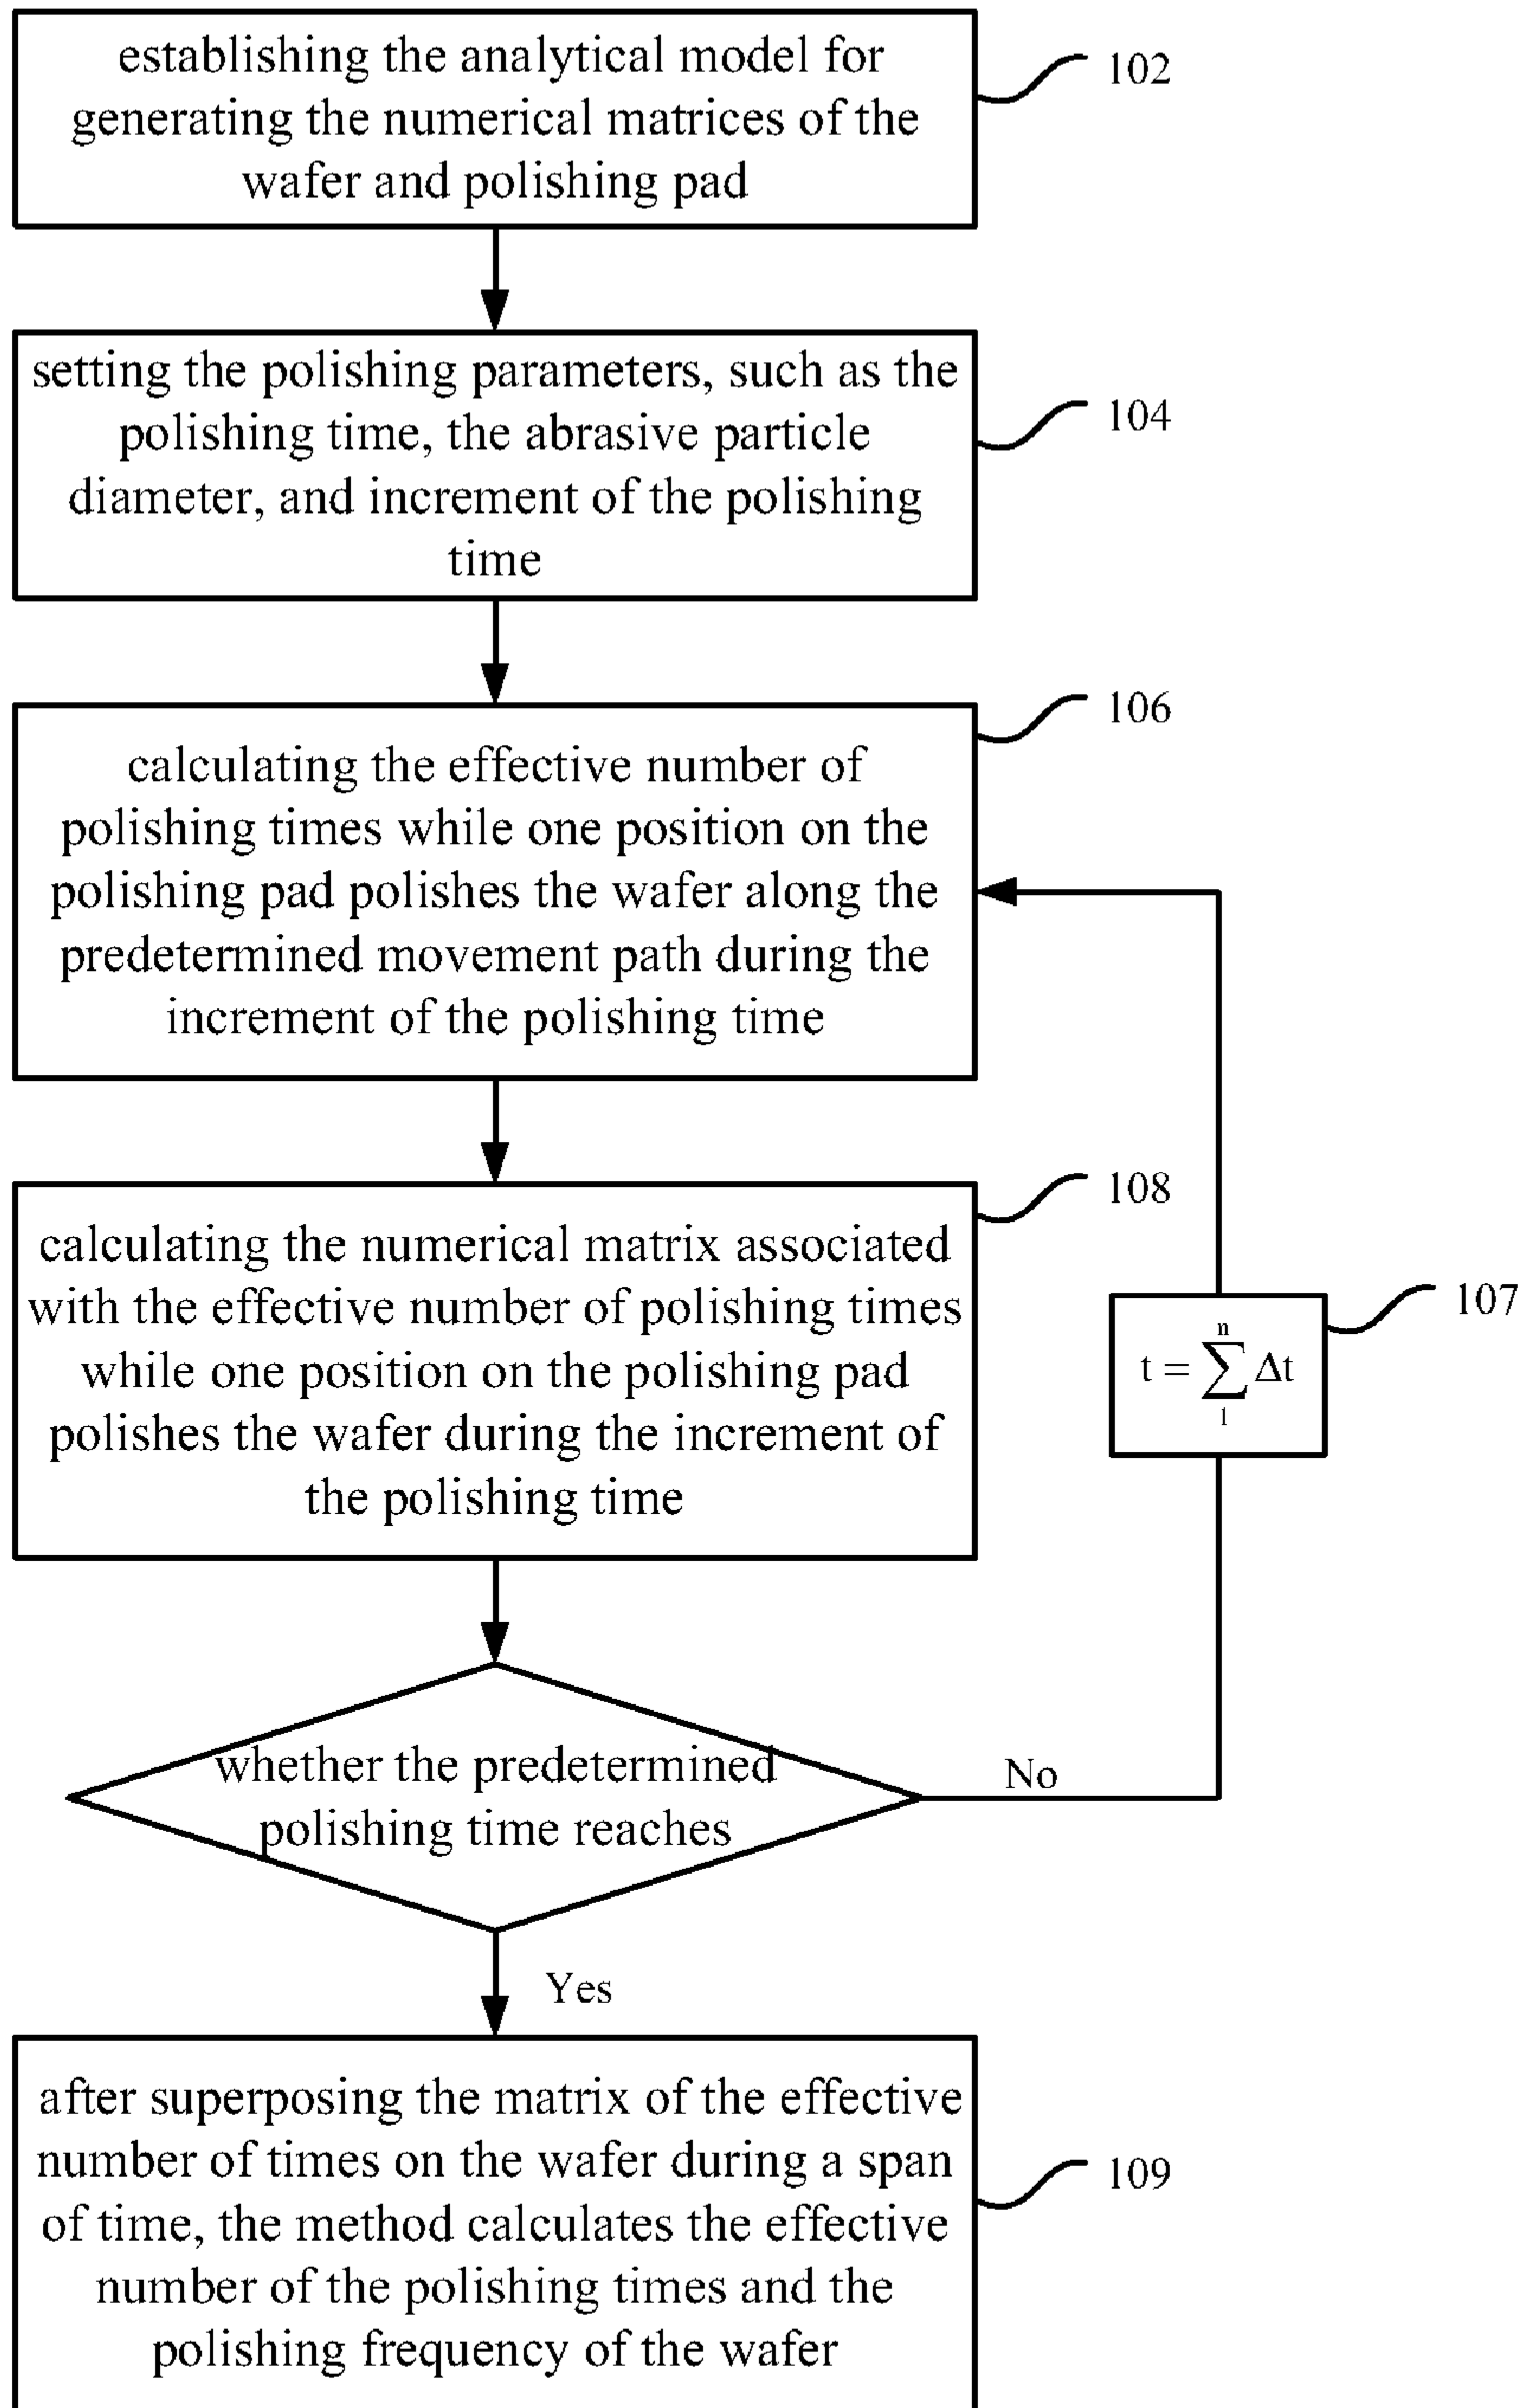 establishing the analytical model for
generating the numerical matrices of the
wafer and polishing pad
102
setting the polishing parameters, such as the
polishing time, the abrasive particle
diameter, and increment of the polishing
time
104
calculating the effective number of
polishing times while one position on the
polishing pad polishes the wafer along the
predetermined movement path during the
increment of the polishing time
106
calculating the numerical matrix associated
with the effective number of polishing times
while one position on the polishing pad
polishes the wafer during the increment of
the polishing time
108
n
t = ∑ Δt
1
107
whether the predetermined
polishing time reaches
No
Yes
after superposing the matrix of the effective
number of times on the wafer during a span
of time, the method calculates the effective
number of the polishing times and the
polishing frequency of the wafer
109